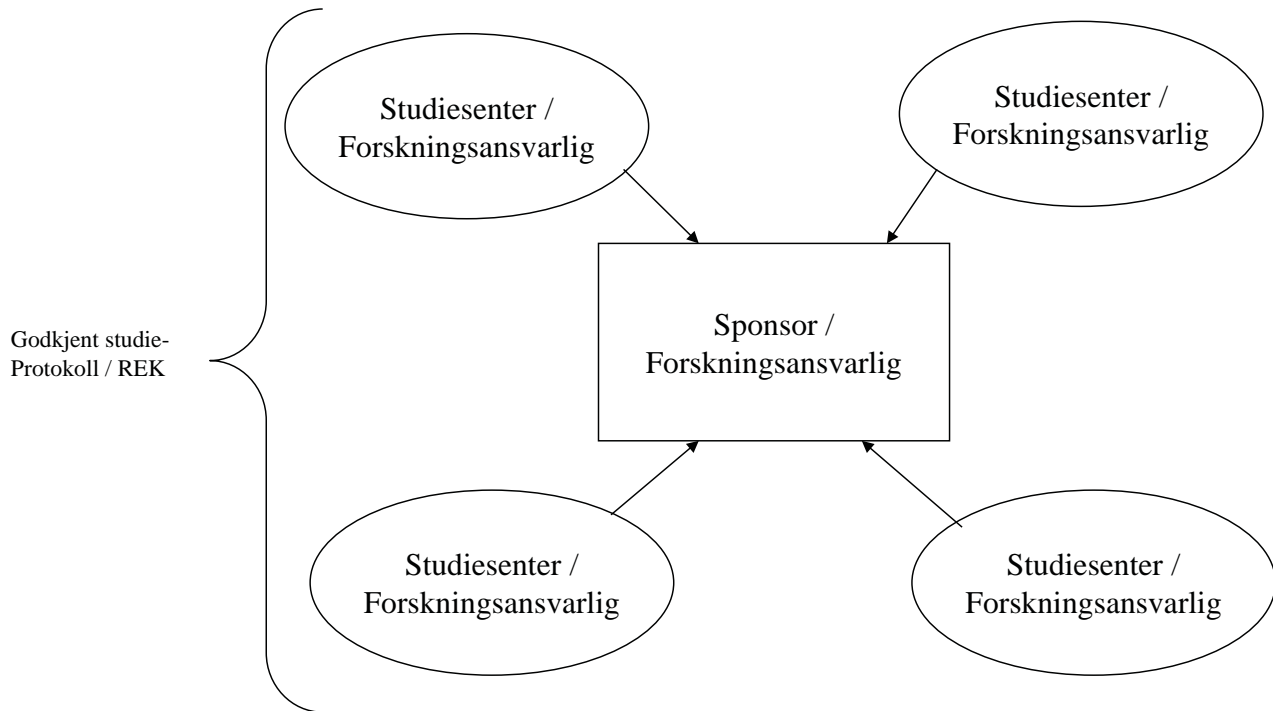 Studiesenter /
Forskningsansvarlig
Studiesenter /
Forskningsansvarlig
Sponsor /
Forskningsansvarlig
Godkjent studie-
Protokoll / REK
Studiesenter /
Forskningsansvarlig
Studiesenter /
Forskningsansvarlig